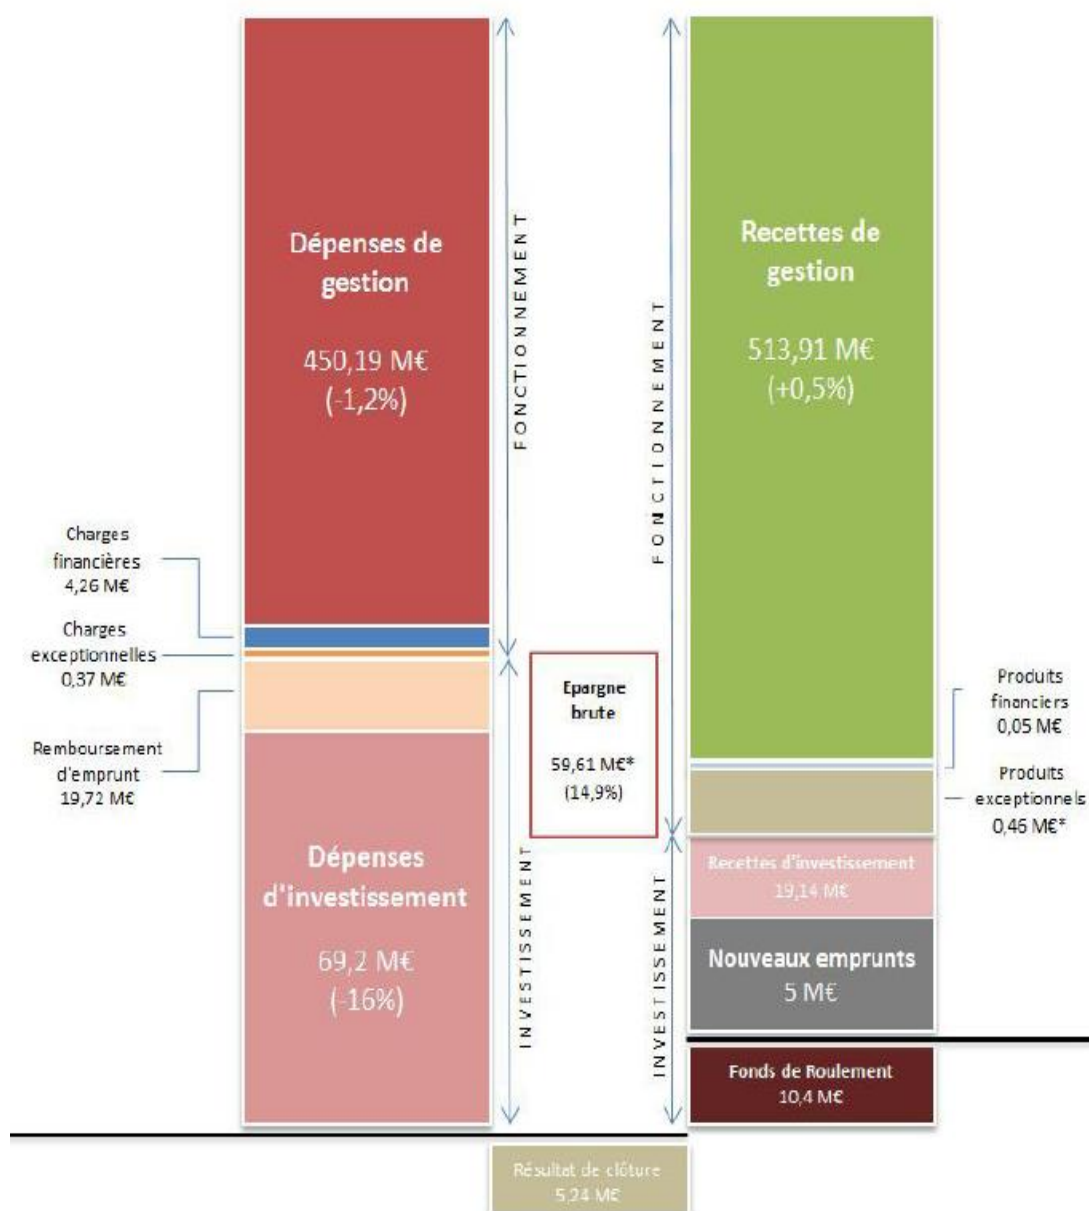 Dépenses de
gestion
450,19 M€
(-1,2%)
FONCTIONNEMENT
Charges
financières
4,26 M€
Charges
exceptionnelles
0,37 M€
Remboursement
d'emprunt
19,72 M€
Dépenses
d'investissement
69,2 M€
(-16%)
INVESTISSEMENT
Epargne
brute
59,61 M€*
(14,9%)
FONCTIONNEMENT
Recettes de
gestion
513,91 M€
(+0,5%)
Produits
financiers
0,05 M€
Produits
exceptionnels
0,46 M€*
Recettes d'investissement
19,14 M€
Nouveaux emprunts
5 M€
INVESTISSEMENT
Fonds de Roulement
10,4 M€
Résultat de clôture
5,24 M€